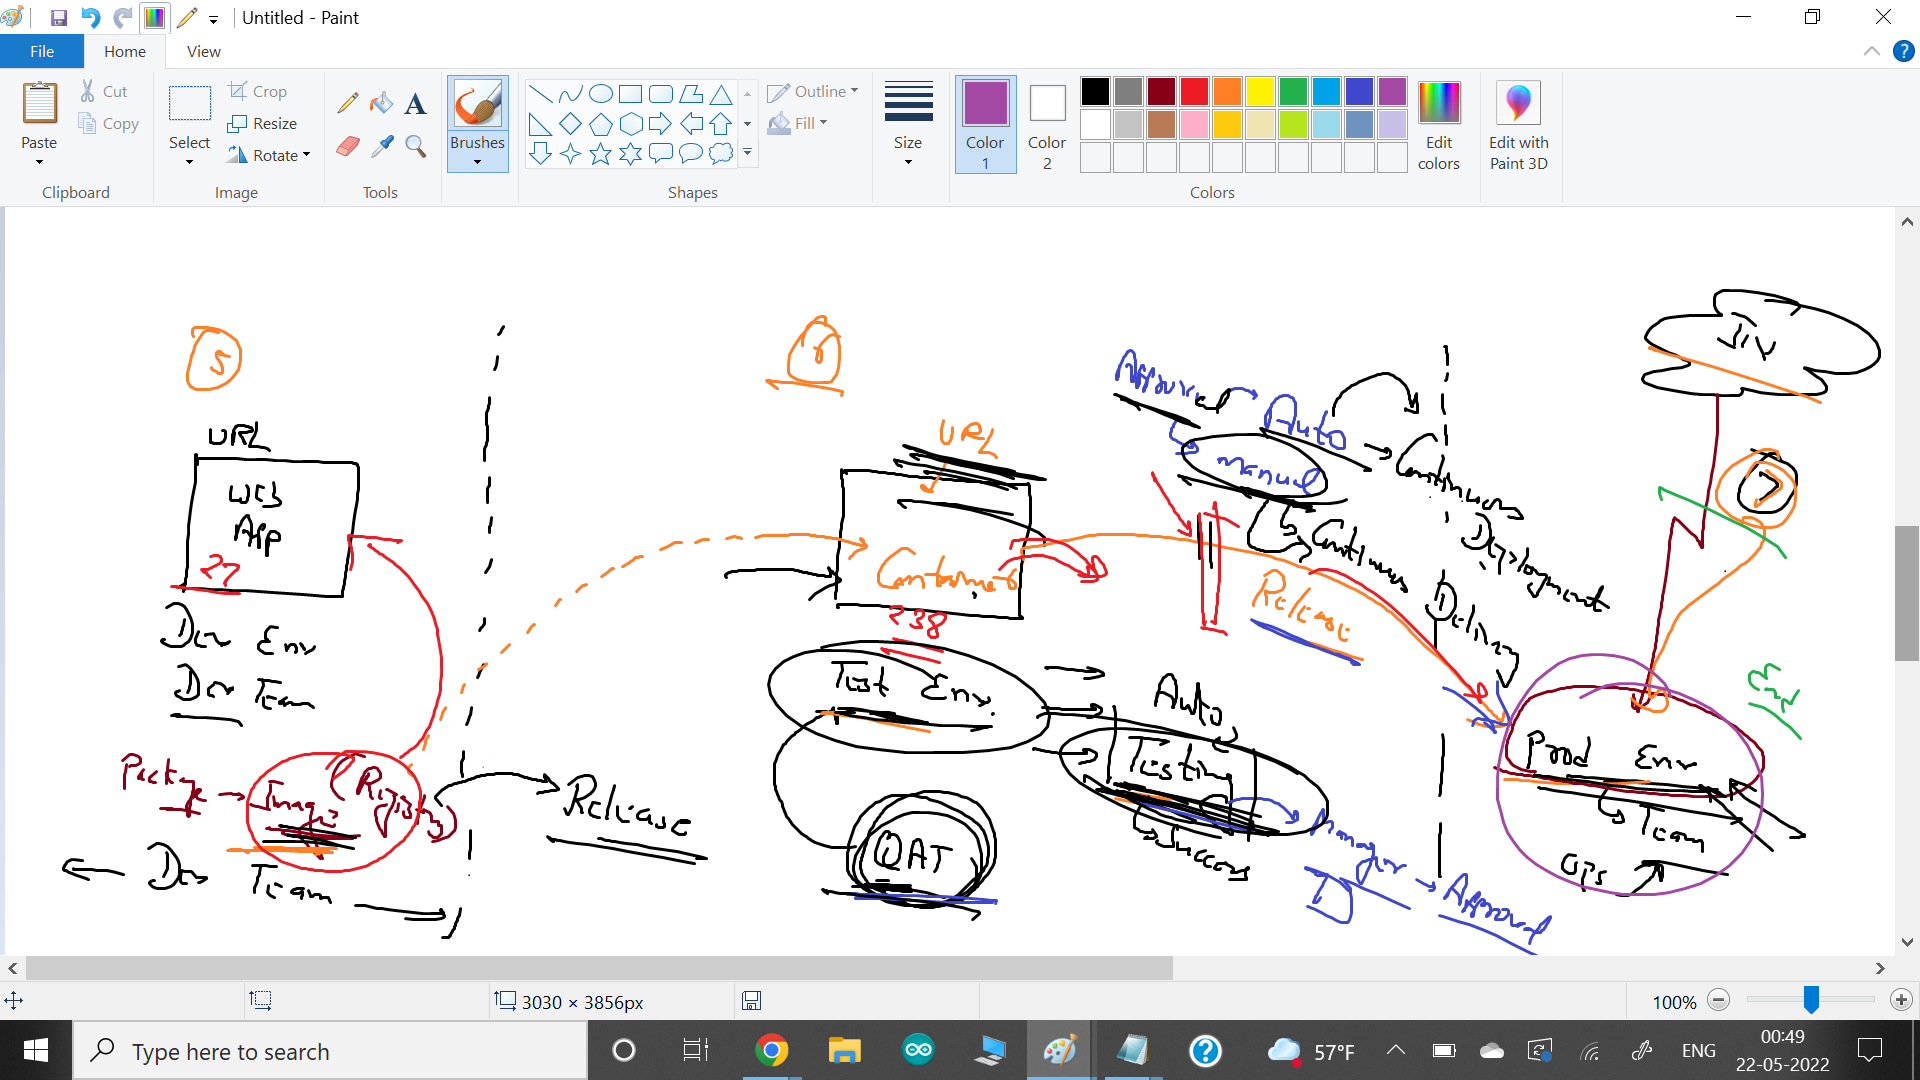 Untitled - Paint
File
Home
View
Paste
Cut
Copy
Clipboard
Select
Crop
Resize
Rotate
Image
Tools
Brushes
Shapes
Outline
Fill
Size
Color
1
Color
2
Colors
Edit
colors
Edit with
Paint 3D
5
URL
Web
App
27
Dev Env
Dev Team
Package
Image
(Registry)
Dev Team
Release
URL
Container
238
Test Env.
QAT
Auto
Testing
Success
Manager
Approval
Approval
Auto
Manual
Continuous
Deployment
Continuous
Delivery
Release
Prod Env
Team
Ops
End
3030 × 3856px
100%
Type here to search
57°F
ENG
00:49
22-05-2022